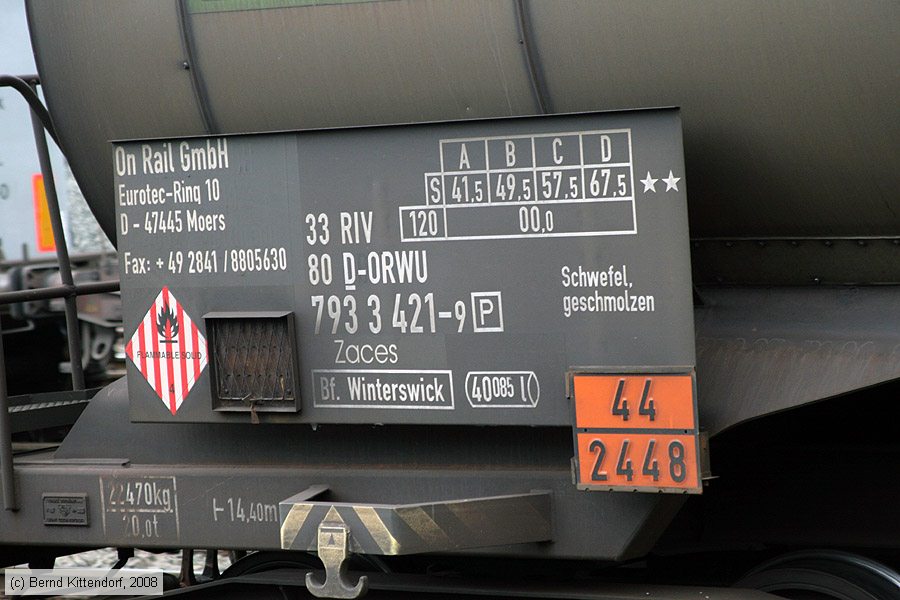 On Rail GmbH
Eurotec-Ring 10
D - 47445 Moers
Fax: + 49 2841 / 8805630
A B C D
S 41,5 49,5 57,5 67,5
120 00,0
33 RIV
80 D-ORWU
793 3 421-9 P
Zaces
Bf. Winterswick
40 085 l
Schwefel,
geschmolzen
FLAMMABLE SOLID
4
44
2448
22470kg
20,0t
14,40m
(c) Bernd Kittendorf, 2008